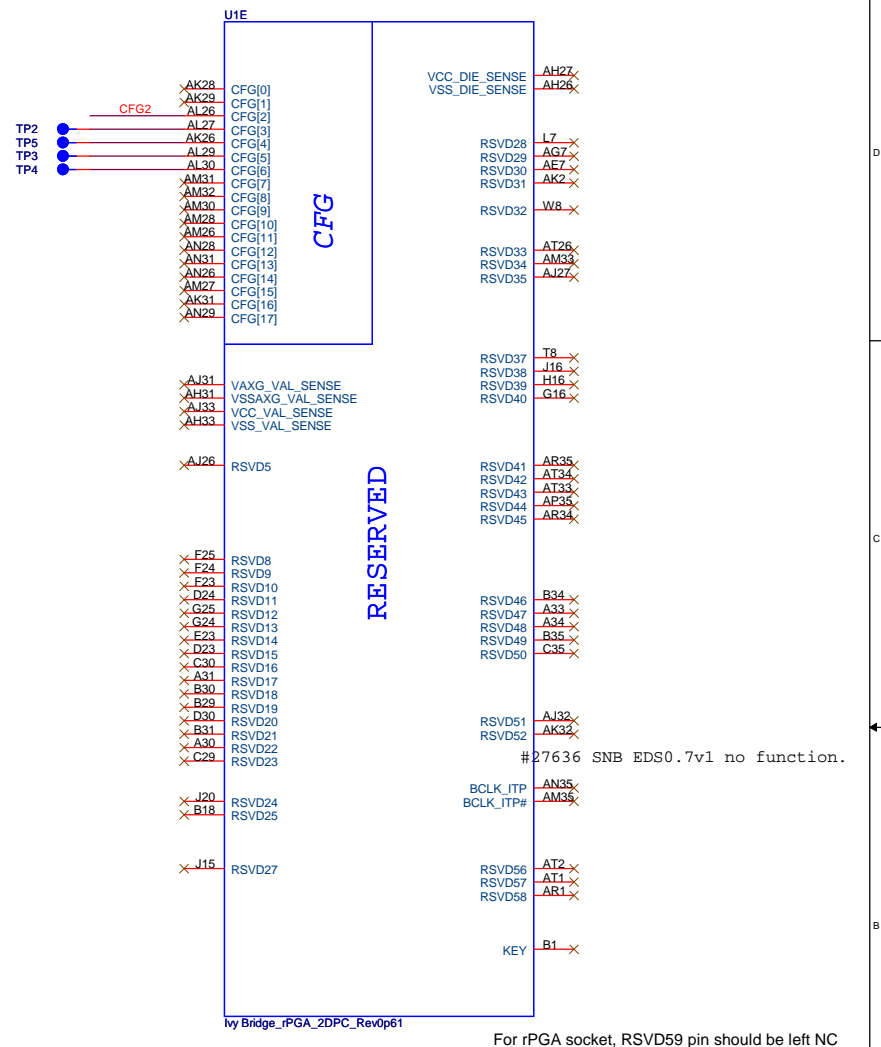 U1E
AK28 CFG[0]
AK29 CFG[1]
CFG2 AL26 CFG[2]
TP2 AL27 CFG[3]
TP5 AK26 CFG[4]
TP3 AL29 CFG[5]
TP4 AL30 CFG[6]
AM31 CFG[7]
AM32 CFG[8]
AM30 CFG[9]
AM28 CFG[10]
AM26 CFG[11]
AN28 CFG[12]
AN31 CFG[13]
AN26 CFG[14]
AM27 CFG[15]
AK31 CFG[16]
AN29 CFG[17]
CFG
AJ31 VAXG_VAL_SENSE
AH31 VSSAXG_VAL_SENSE
AJ33 VCC_VAL_SENSE
AH33 VSS_VAL_SENSE
AJ26 RSVD5
RESERVED
F25 RSVD8
F24 RSVD9
F23 RSVD10
D24 RSVD11
G25 RSVD12
G24 RSVD13
E23 RSVD14
D23 RSVD15
C30 RSVD16
A31 RSVD17
B30 RSVD18
B29 RSVD19
D30 RSVD20
B31 RSVD21
A30 RSVD22
C29 RSVD23
J20 RSVD24
B18 RSVD25
J15 RSVD27
VCC_DIE_SENSE AH27
VSS_DIE_SENSE AH26
RSVD28 L7
RSVD29 AG7
RSVD30 AE7
RSVD31 AK2
RSVD32 W8
RSVD33 AT26
RSVD34 AM33
RSVD35 AJ27
RSVD37 T8
RSVD38 J16
RSVD39 H16
RSVD40 G16
RSVD41 AR35
RSVD42 AT34
RSVD43 AT33
RSVD44 AP35
RSVD45 AR34
RSVD46 B34
RSVD47 A33
RSVD48 A34
RSVD49 B35
RSVD50 C35
RSVD51 AJ32
RSVD52 AK32
#27636 SNB EDS0.7v1 no function.
BCLK_ITP AN35
BCLK_ITP# AM35
RSVD56 AT2
RSVD57 AT1
RSVD58 AR1
KEY B1
Ivy Bridge_rPGA_2DPC_Rev0p61
For rPGA socket, RSVD59 pin should be left NC
D
C
B